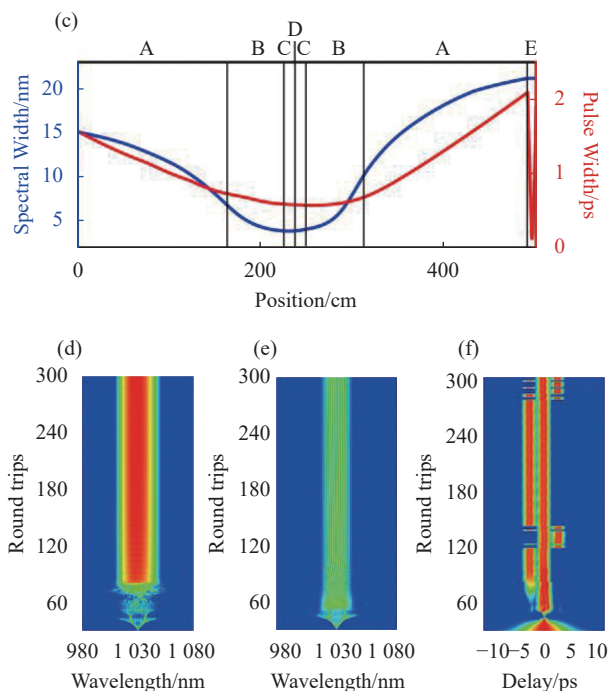 (c)
D
A B C C B A E
Spectral Width/nm
20
15
10
5
2
1
0
Pulse Width/ps
0 200 400
Position/cm
(d) (e) (f)
Round trips
300
240
180
120
60
980 1 030 1 080
Wavelength/nm
Round trips
300
240
180
120
60
980 1 030 1 080
Wavelength/nm
Round trips
300
240
180
120
60
−10 −5 0 5 10
Delay/ps